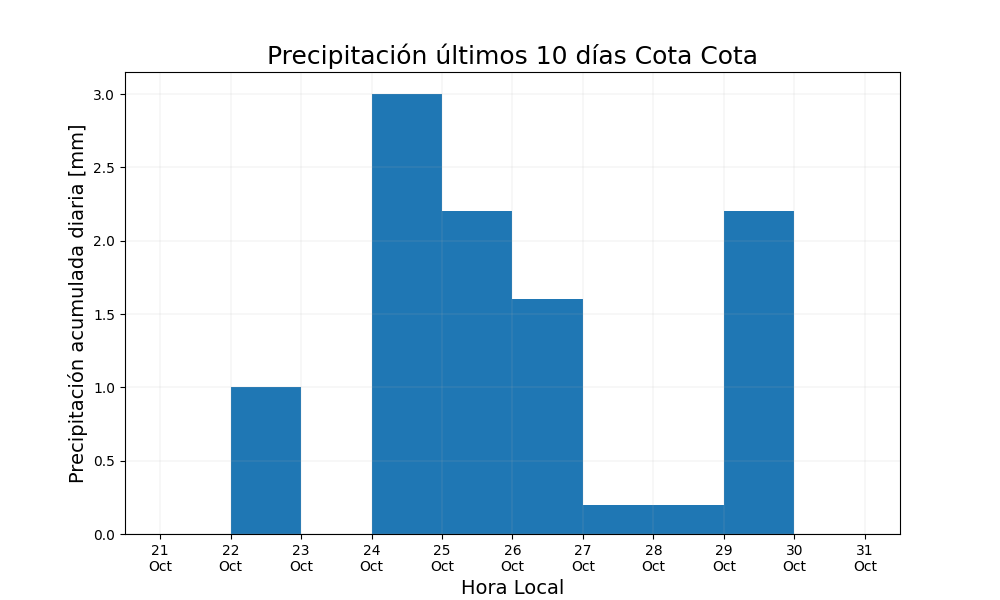 Precipitación últimos 10 días Cota Cota
Precipitación acumulada diaria [mm]
3.0
2.5
2.0
1.5
1.0
0.5
0.0
21 22 23 24 25 26 27 28 29 30 31
Oct Oct Oct Oct Oct Oct Oct Oct Oct Oct Oct
Hora Local